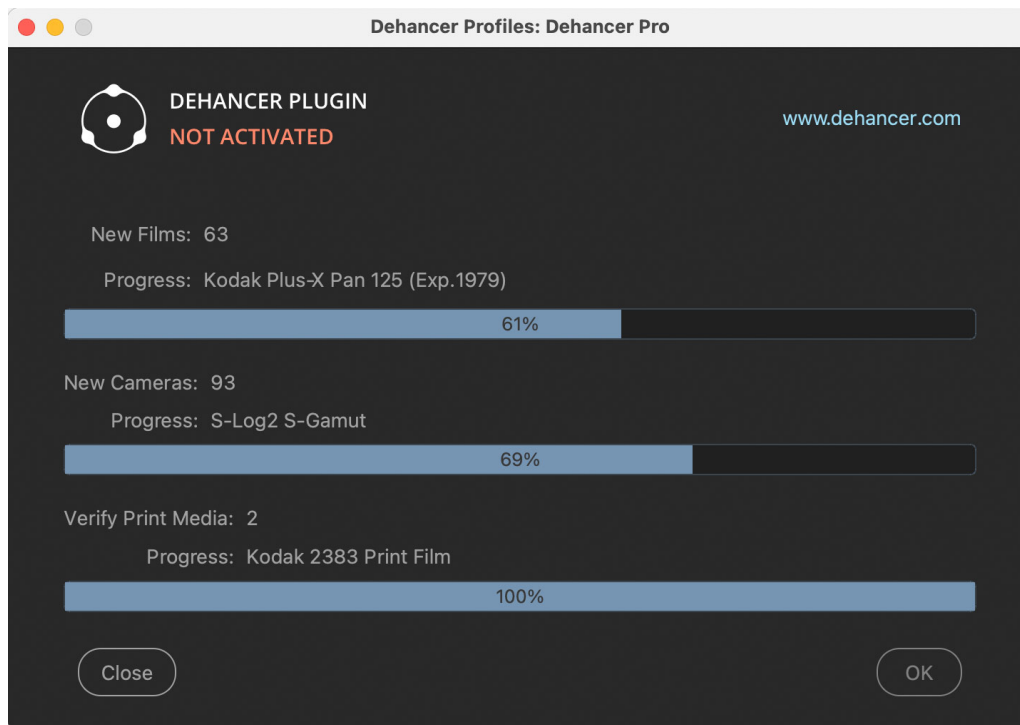 Dehancer Profiles: Dehancer Pro
DEHANCER PLUGIN
NOT ACTIVATED
www.dehancer.com
New Films: 63
Progress: Kodak Plus-X Pan 125 (Exp.1979)
61%
New Cameras: 93
Progress: S-Log2 S-Gamut
69%
Verify Print Media: 2
Progress: Kodak 2383 Print Film
100%
Close
OK